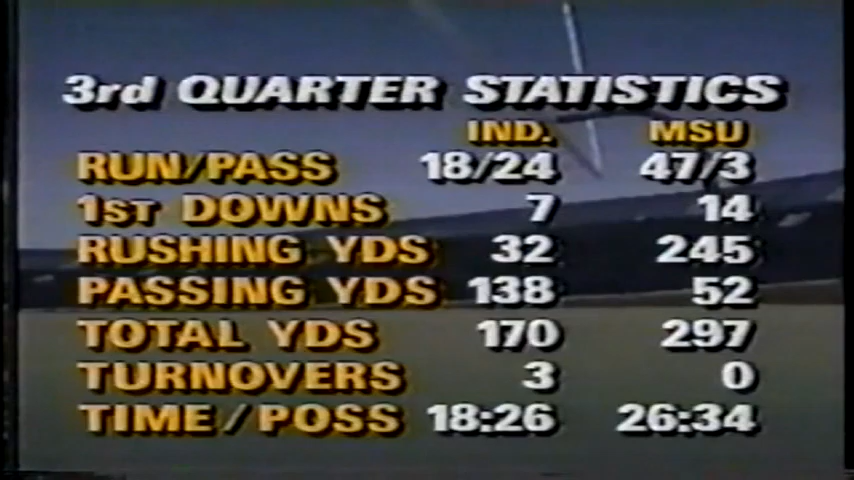 3rd QUARTER STATISTICS
IND. MSU
RUN/PASS 18/24 47/3
1ST DOWNS 7 14
RUSHING YDS 32 245
PASSING YDS 138 52
TOTAL YDS 170 297
TURNOVERS 3 0
TIME/POSS 18:26 26:34